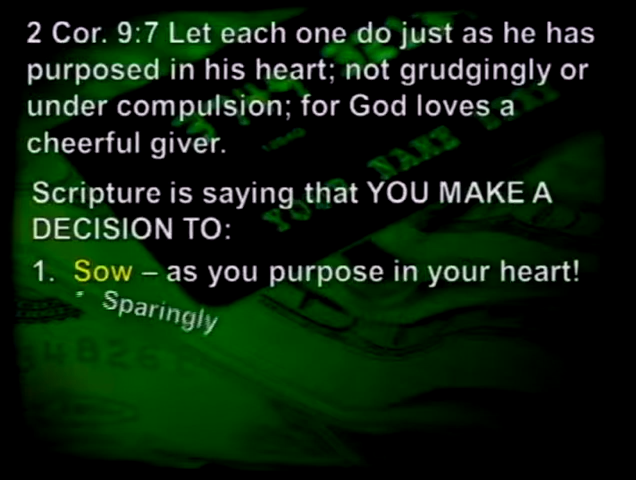 2 Cor. 9:7 Let each one do just as he has
purposed in his heart; not grudgingly or
under compulsion; for God loves a
cheerful giver.
Scripture is saying that YOU MAKE A
DECISION TO:
1. Sow – as you purpose in your heart!
* Sparingly
YOUR NAME